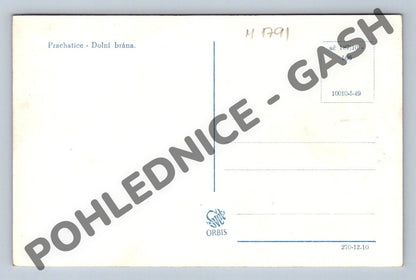 M 1791
Prachatice - Dolní brána.
10010-5-49
POHLEDNICE - GASH
ORBIS
270-12-10